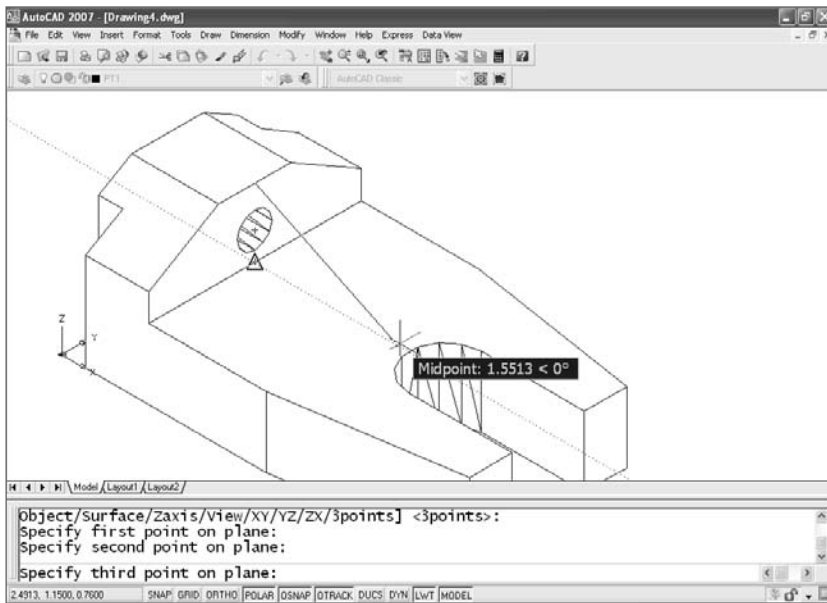 AutoCAD 2007 - [Drawing4.dwg]
File Edit View Insert Format Tools Draw Dimension Modify Window Help Express Data View
PT1 AutoCAD Classic
Z
Y
X
Midpoint: 1.5513 < 0°
Model Layout1 Layout2
Object/Surface/Zaxis/View/XY/YZ/ZX/3points] <3points>:
Specify first point on plane:
Specify second point on plane:
Specify third point on plane:
2.4913, 1.1500, 0.7600 SNAP GRID ORTHO POLAR OSNAP OTRACK DUCS DYN LWT MODEL